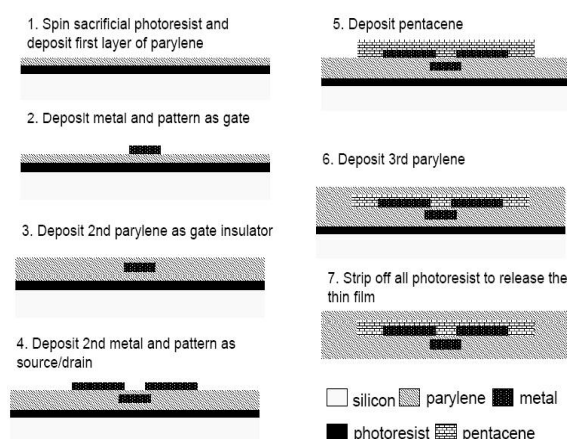 1. Spin sacrificial photoresist and
deposit first layer of parylene
2. Deposit metal and pattern as gate
3. Deposit 2nd parylene as gate insulator
4. Deposit 2nd metal and pattern as
source/drain
5. Deposit pentacene
6. Deposit 3rd parylene
7. Strip off all photoresist to release the
thin film
silicon parylene metal
photoresist pentacene